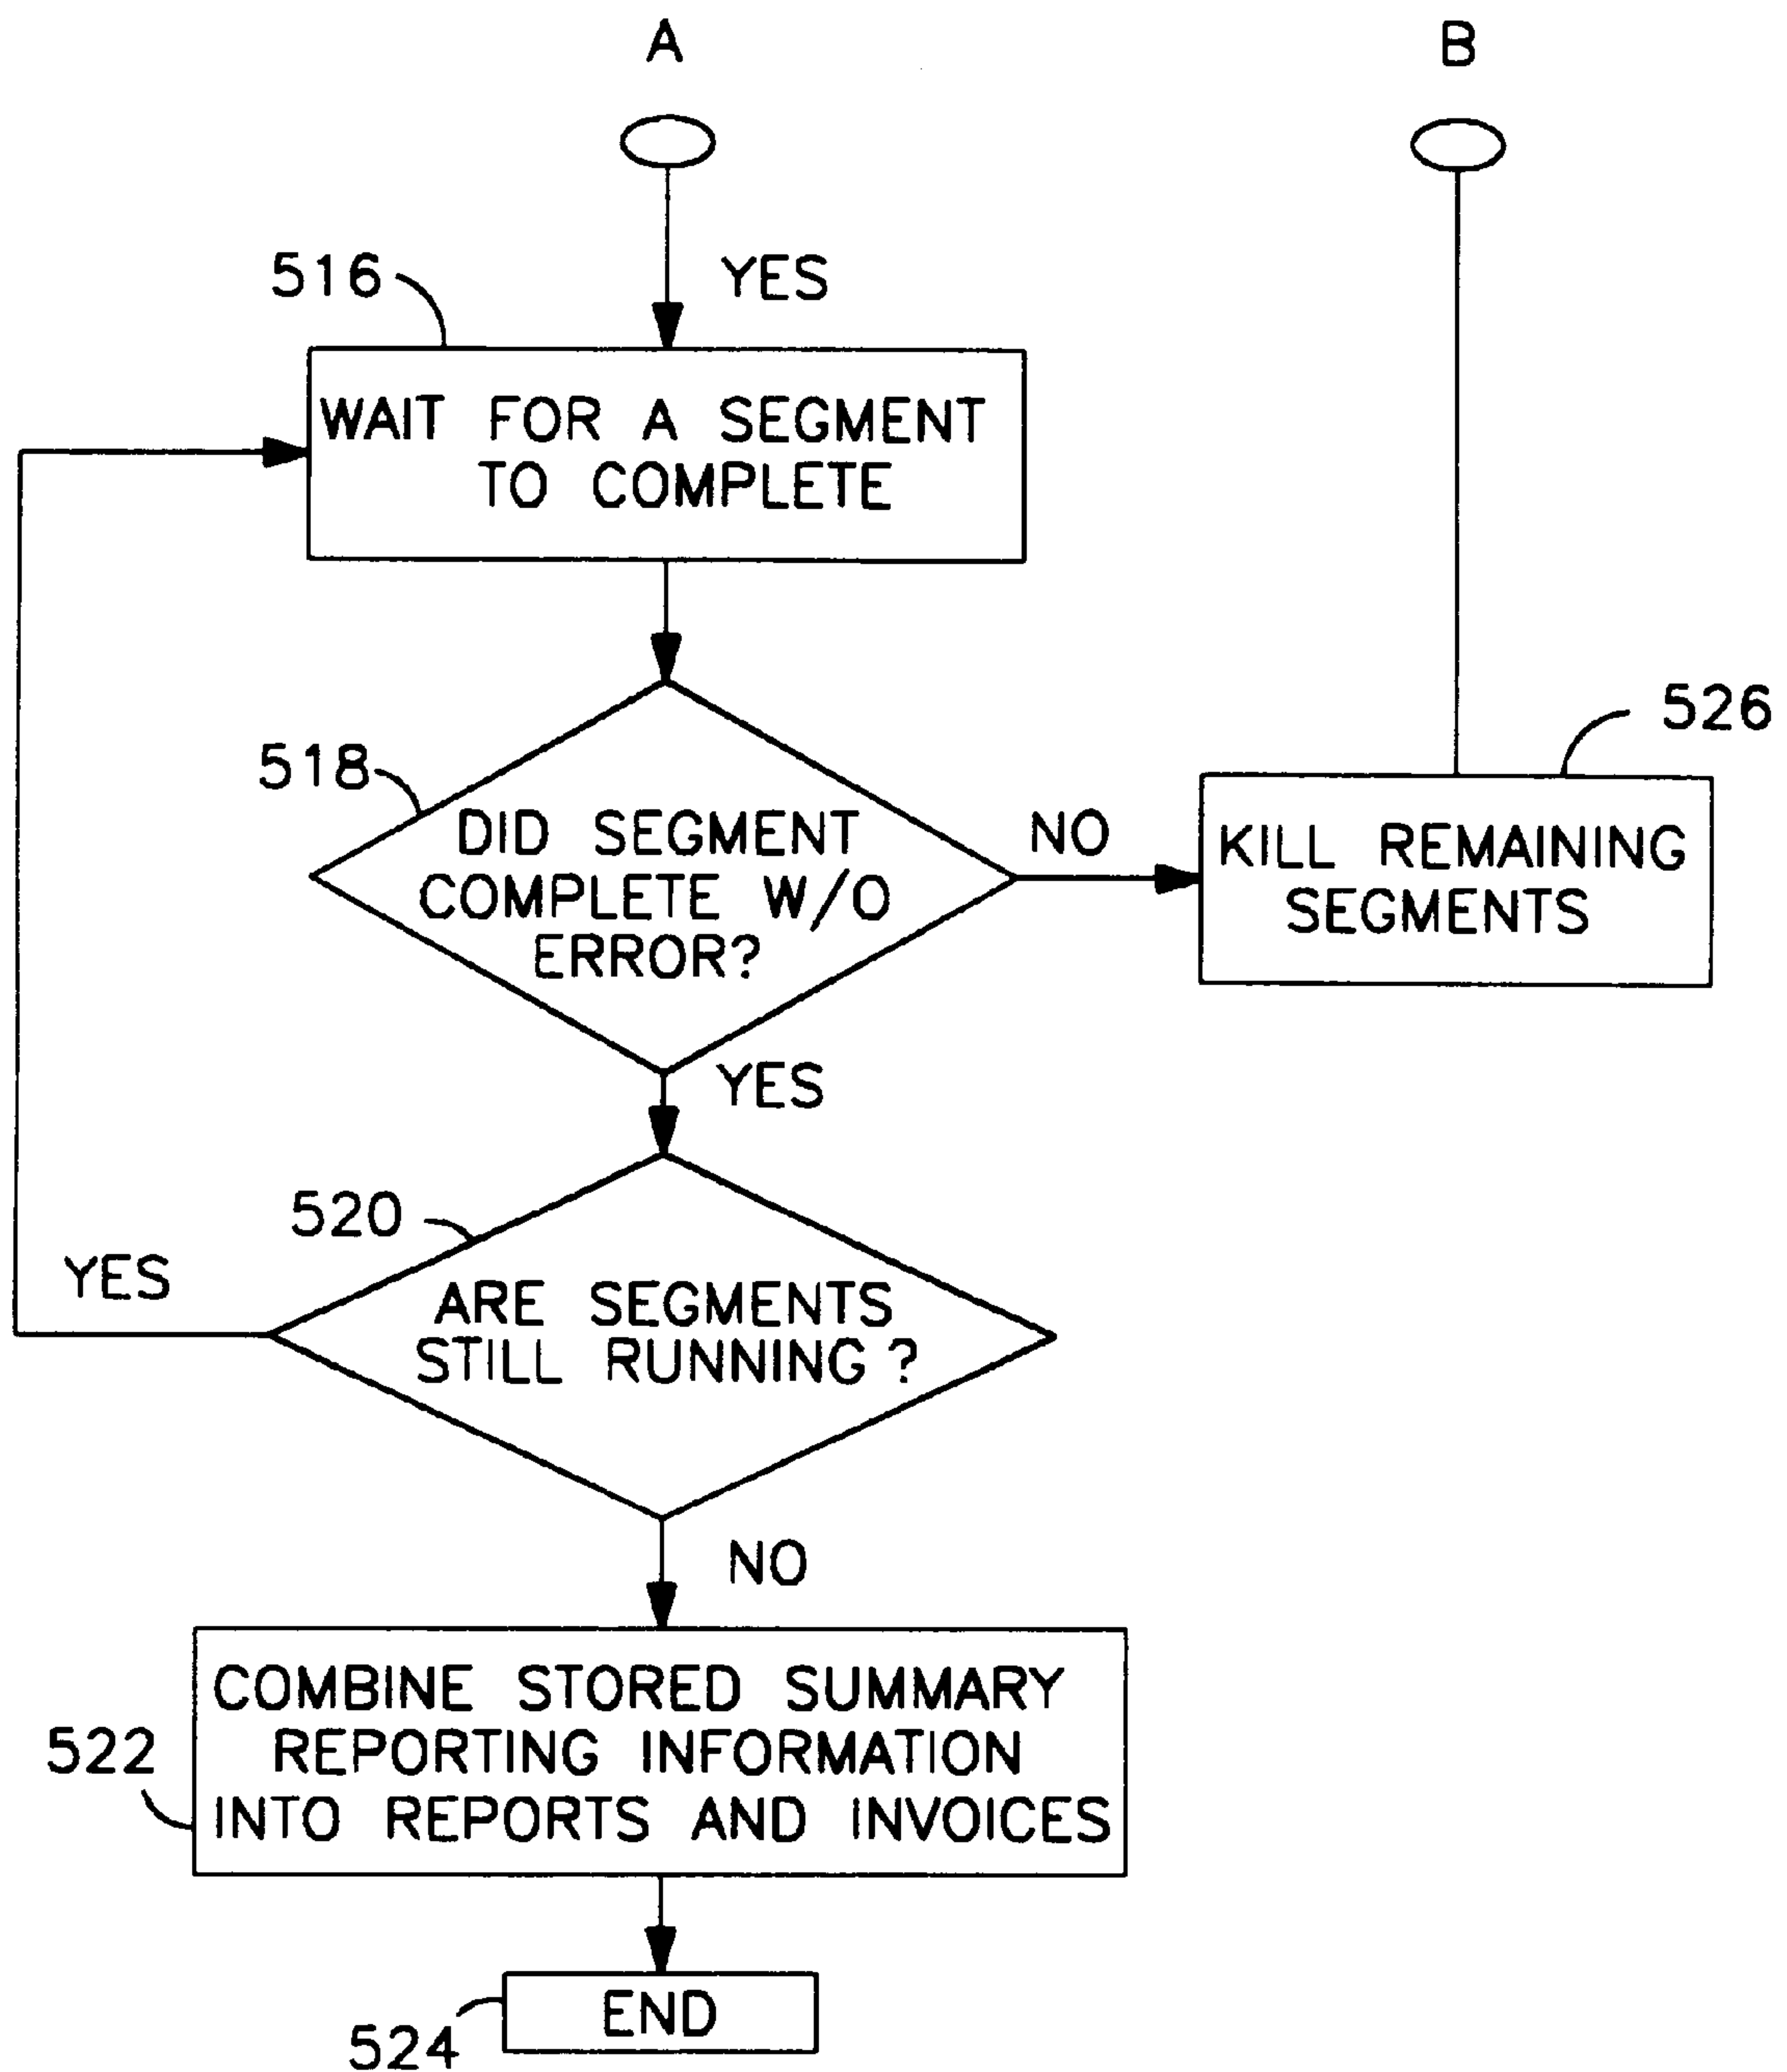 A
B
YES
516
WAIT FOR A SEGMENT
TO COMPLETE
526
518
DID SEGMENT
COMPLETE W/O
ERROR?
NO
KILL REMAINING
SEGMENTS
YES
520
YES
ARE SEGMENTS
STILL RUNNING?
NO
COMBINE STORED SUMMARY
REPORTING INFORMATION
INTO REPORTS AND INVOICES
522
END
524